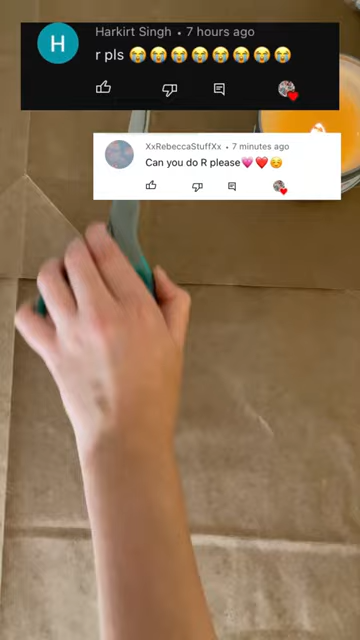 H
Harkirt Singh • 7 hours ago
r pls 😭😭😭😭😭😭😭😭
XxRebeccaStuffXx • 7 minutes ago
Can you do R please💗❤️☺️